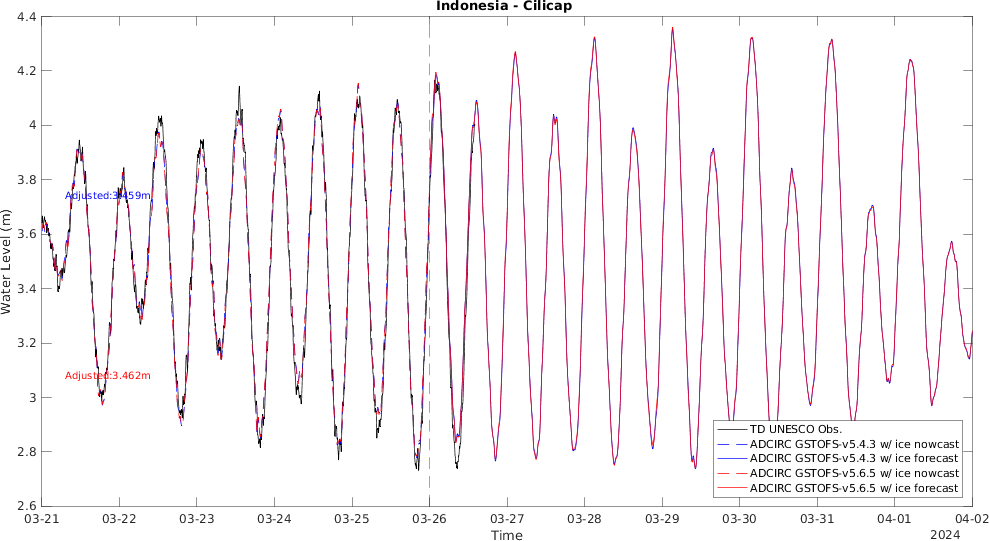 Indonesia - Cilicap
4.4
4.2
4
3.8
3.6
3.4
3.2
3
2.8
2.6
Water Level (m)
Adjusted:3.459m
Adjusted:3.462m
TD UNESCO Obs.
ADCIRC GSTOFS-v5.4.3 w/ ice nowcast
ADCIRC GSTOFS-v5.4.3 w/ ice forecast
ADCIRC GSTOFS-v5.6.5 w/ ice nowcast
ADCIRC GSTOFS-v5.6.5 w/ ice forecast
03-21 03-22 03-23 03-24 03-25 03-26 03-27 03-28 03-29 03-30 03-31 04-01 04-02
Time 2024